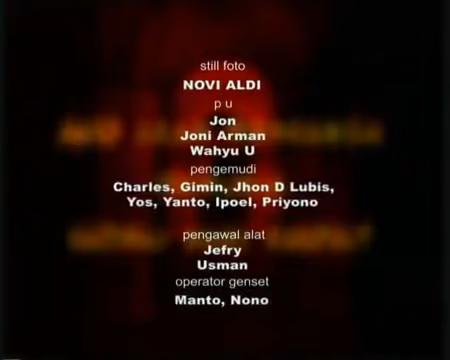 still foto
NOVI ALDI
p u
Jon
Joni Arman
Wahyu U
pengemudi
Charles, Gimin, Jhon D Lubis,
Yos, Yanto, Ipoel, Priyono
pengawal alat
Jefry
Usman
operator genset
Manto, Nono